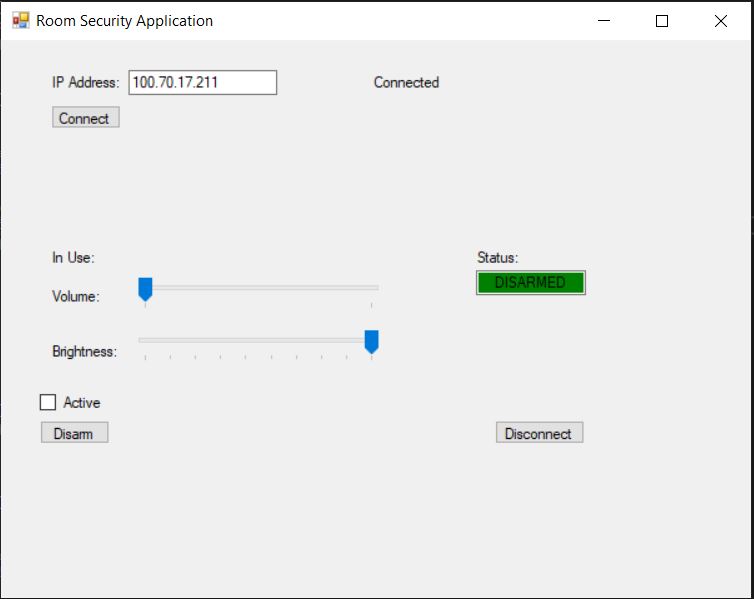 Room Security Application
IP Address: 100.70.17.211 Connected
Connect
In Use: Status:
DISARMED
Volume:
Brightness:
Active
Disarm Disconnect